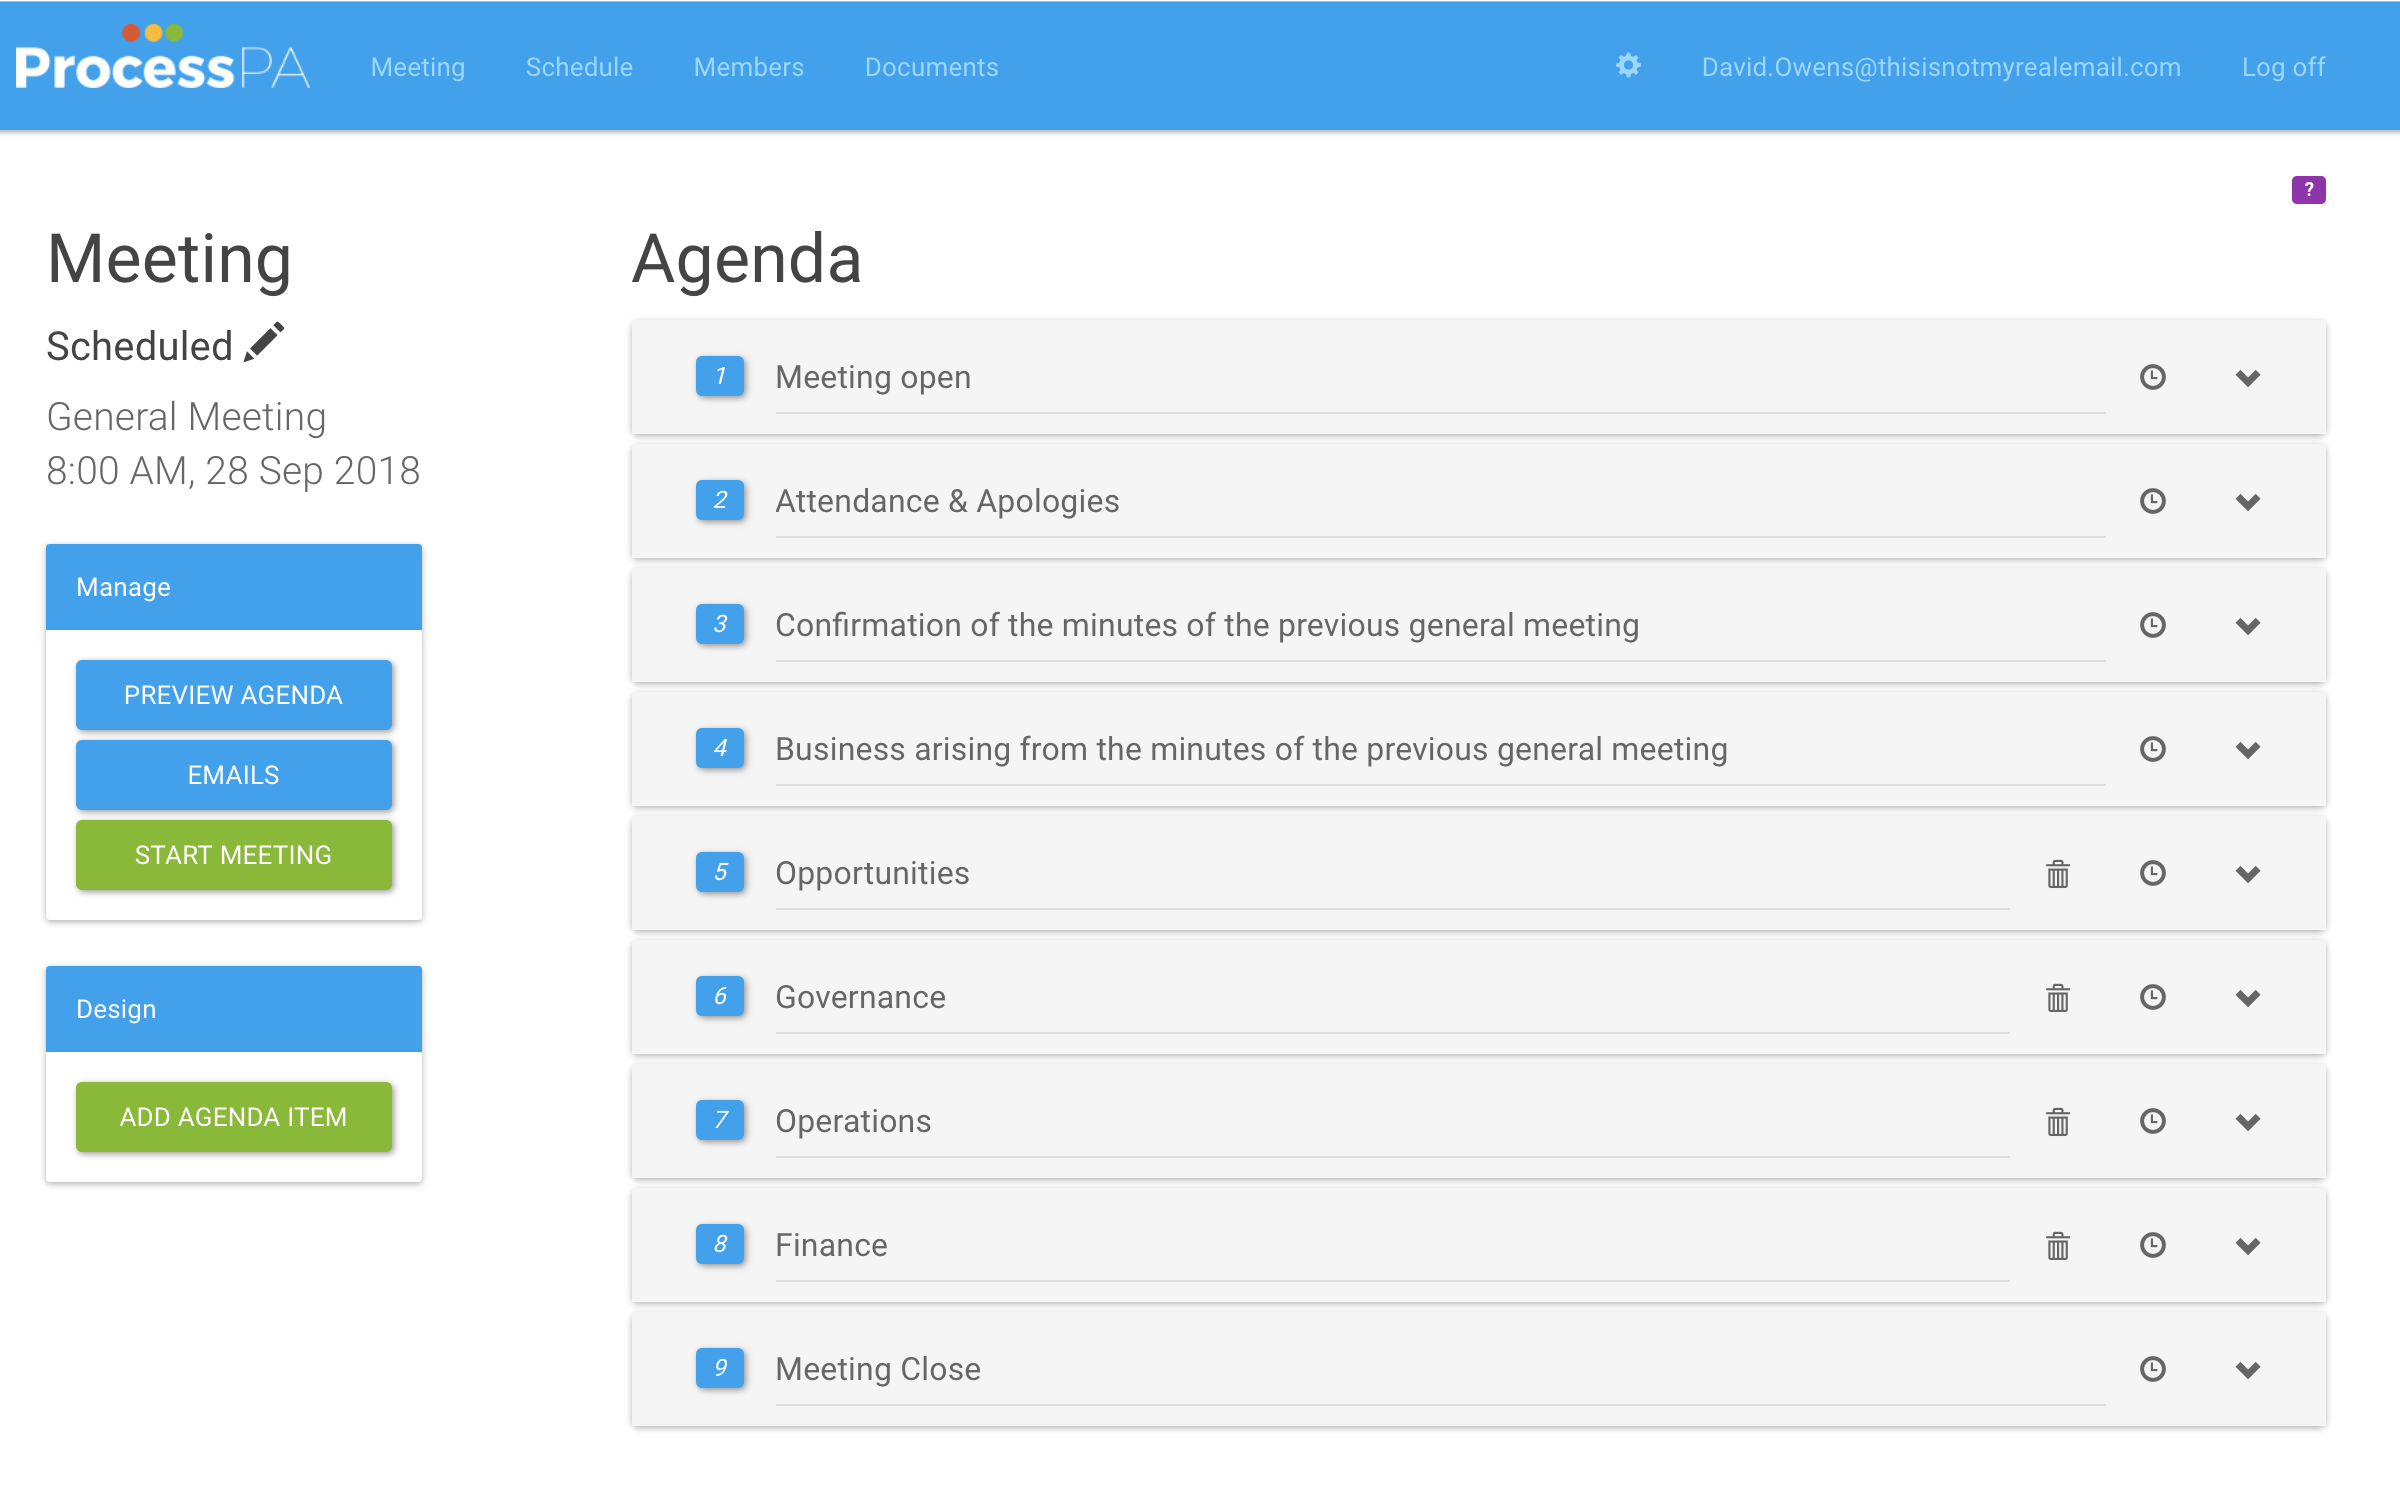 ProcessPA
Meeting
Schedule
Members
Documents
David.Owens@thisisnotmyrealemail.com
Log off
?
Meeting
Scheduled
General Meeting
8:00 AM, 28 Sep 2018
Manage
PREVIEW AGENDA
EMAILS
START MEETING
Design
ADD AGENDA ITEM
Agenda
1 Meeting open
2 Attendance & Apologies
3 Confirmation of the minutes of the previous general meeting
4 Business arising from the minutes of the previous general meeting
5 Opportunities
6 Governance
7 Operations
8 Finance
9 Meeting Close